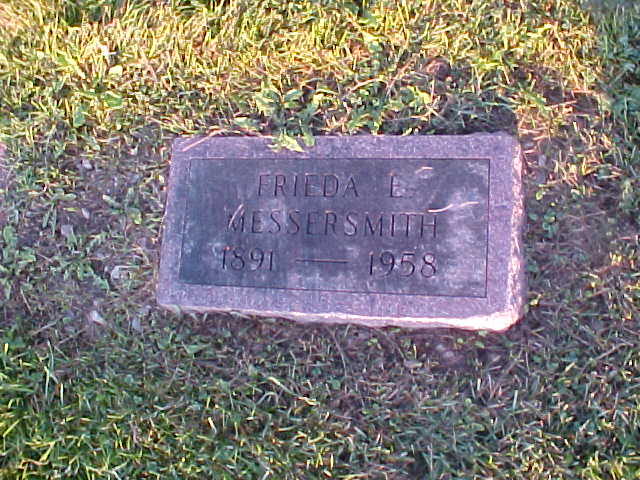 FRIEDA E.
MESSERSMITH
1891 — 1958